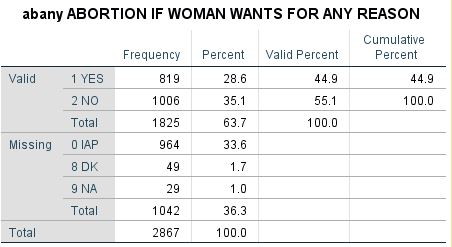 abany ABORTION IF WOMAN WANTS FOR ANY REASON
Frequency Percent Valid Percent Cumulative Percent
Valid 1 YES 819 28.6 44.9 44.9
2 NO 1006 35.1 55.1 100.0
Total 1825 63.7 100.0
Missing 0 IAP 964 33.6
8 DK 49 1.7
9 NA 29 1.0
Total 1042 36.3
Total 2867 100.0